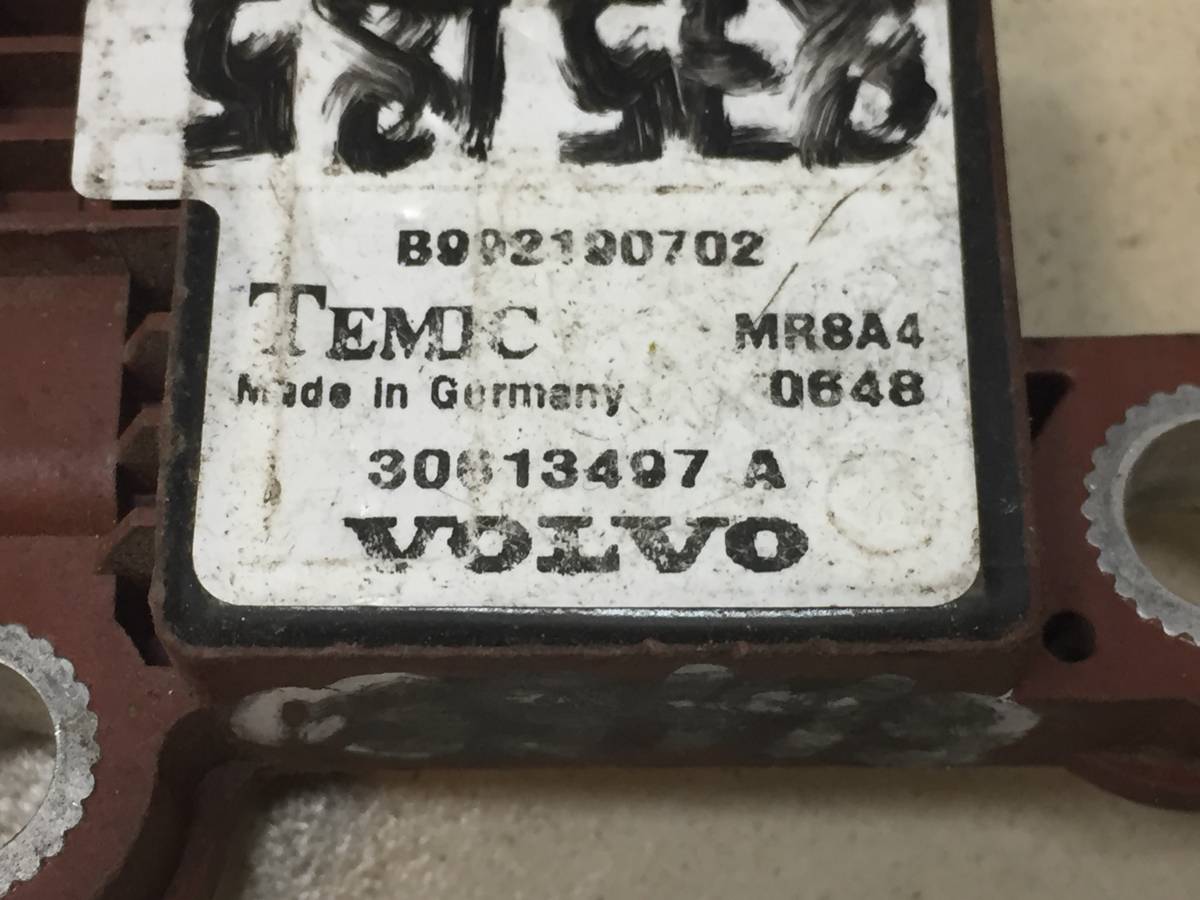 B992190702
TEMIC
MR8A4
Made in Germany
0648
30613497 A
VOLVO